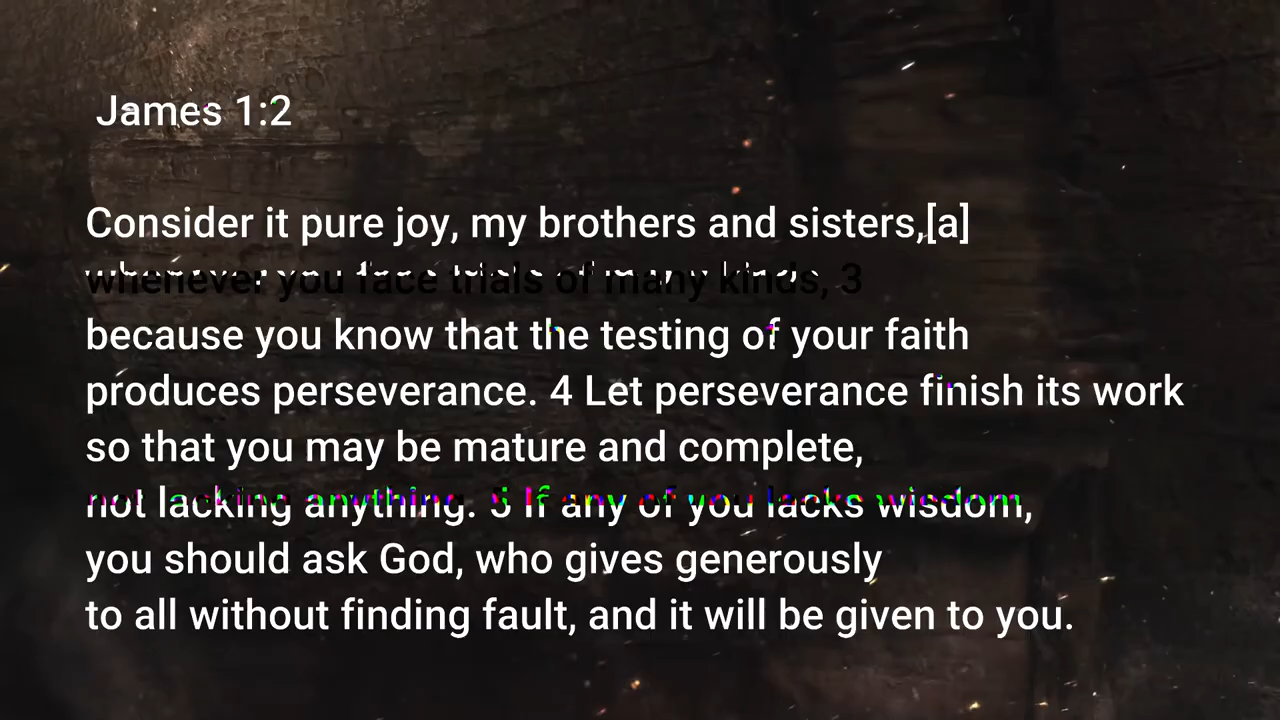 James 1:2
Consider it pure joy, my brothers and sisters,[a]
whenever you face trials of many kinds, 3
because you know that the testing of your faith
produces perseverance. 4 Let perseverance finish its work
so that you may be mature and complete,
not lacking anything. 5 If any of you lacks wisdom,
you should ask God, who gives generously
to all without finding fault, and it will be given to you.